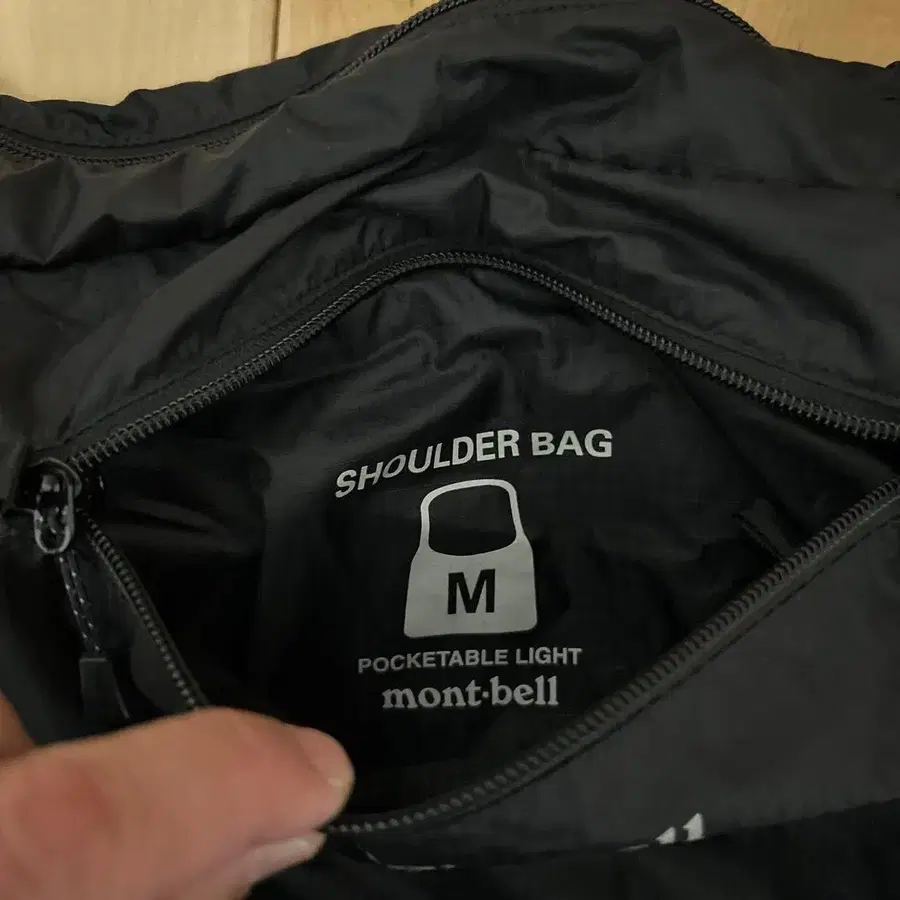 SHOULDER BAG
M
POCKETABLE LIGHT
mont·bell